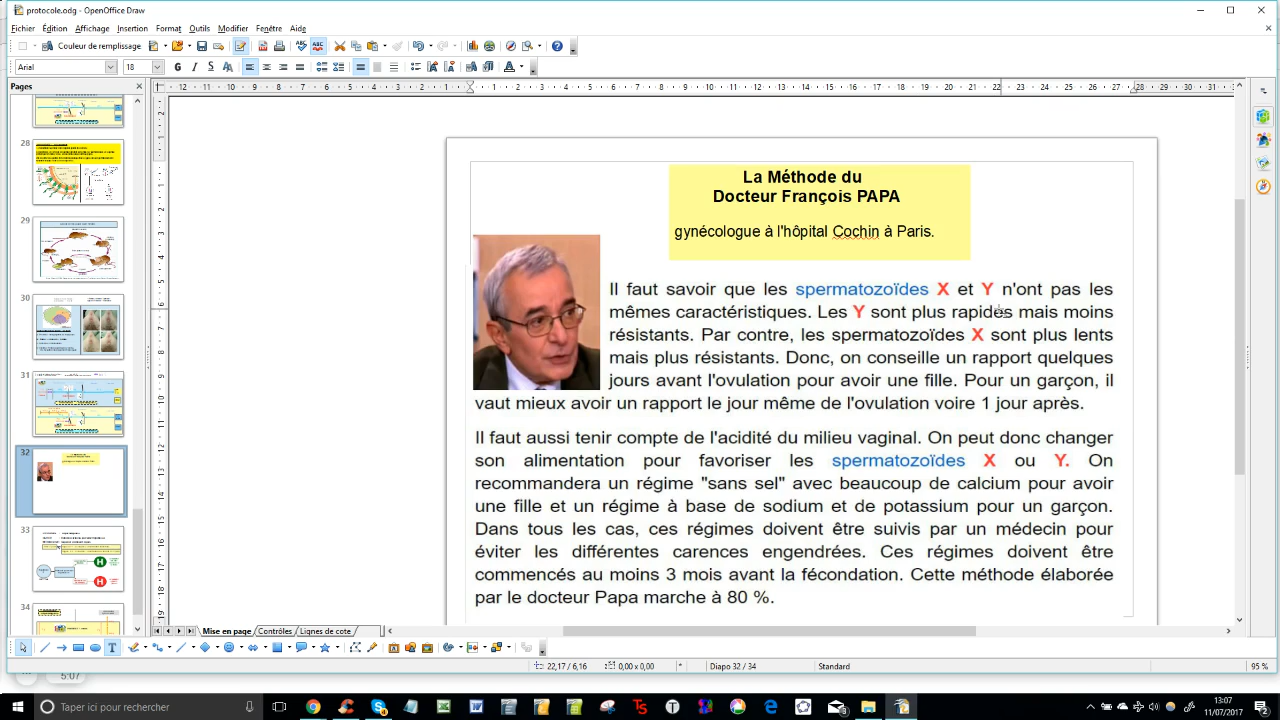 protocole.odg - OpenOffice Draw
Fichier Édition Affichage Insertion Format Outils Modifier Fenêtre Aide
Couleur de remplissage
Arial 18
Pages
28
29
30
31
32
33
34
La Méthode du
Docteur François PAPA
gynécologue à l'hôpital Cochin à Paris.
Il faut savoir que les spermatozoïdes X et Y n'ont pas les
mêmes caractéristiques. Les Y sont plus rapides mais moins
résistants. Par contre, les spermatozoïdes X sont plus lents
mais plus résistants. Donc, on conseille un rapport quelques
jours avant l'ovulation pour avoir une fille. Pour un garçon, il
vaut mieux avoir un rapport le jour même de l'ovulation voire 1 jour après.
Il faut aussi tenir compte de l'acidité du milieu vaginal. On peut donc changer
son alimentation pour favoriser les spermatozoïdes X ou Y. On
recommandera un régime "sans sel" avec beaucoup de calcium pour avoir
une fille et un régime à base de sodium et de potassium pour un garçon.
Dans tous les cas, ces régimes doivent être suivis par un médecin pour
éviter les différentes carences engendrées. Ces régimes doivent être
commencés au moins 3 mois avant la fécondation. Cette méthode élaborée
par le docteur Papa marche à 80 %.
Mise en page Contrôles Lignes de cote
22,17 / 6,16 0,00 x 0,00 * Diapo 32 / 34 Standard 95 %
5:07
Taper ici pour rechercher
13:07
11/07/2017